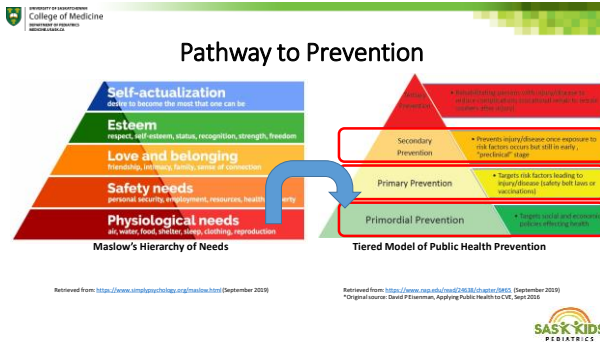 UNIVERSITY OF SASKATCHEWAN
College of Medicine
DEPARTMENT OF PEDIATRICS
MEDICINE.USASK.CA
Pathway to Prevention
Self-actualization
desire to become the most that one can be
Esteem
respect, self-esteem, status, recognition, strength, freedom
Love and belonging
friendship, intimacy, family, sense of connection
Safety needs
personal security, employment, resources, health,
Physiological needs
air, water, food, shelter, sleep, clothing, reproduction
Maslow's Hierarchy of Needs
Prevention
Secondary
Prevention
• Prevents injury/disease once exposure to
risk factors occurs but still in early,
"preclinical" stage
Primary Prevention
• Targets risk factors leading to
injury/disease (safety belt laws or
vaccinations)
Primordial Prevention
• Targets social and economic
policies effecting health
Tiered Model of Public Health Prevention
Retrieved from: https://www.simplypsychology.org/maslow.html (September 2019)
Retrieved from: https://www.nap.edu/read/24638/chapter/6#65 (September 2019)
*Original source: David P Eisenman, Applying Public Health to CVE, Sept 2016
SASK KIDS
PEDIATRICS